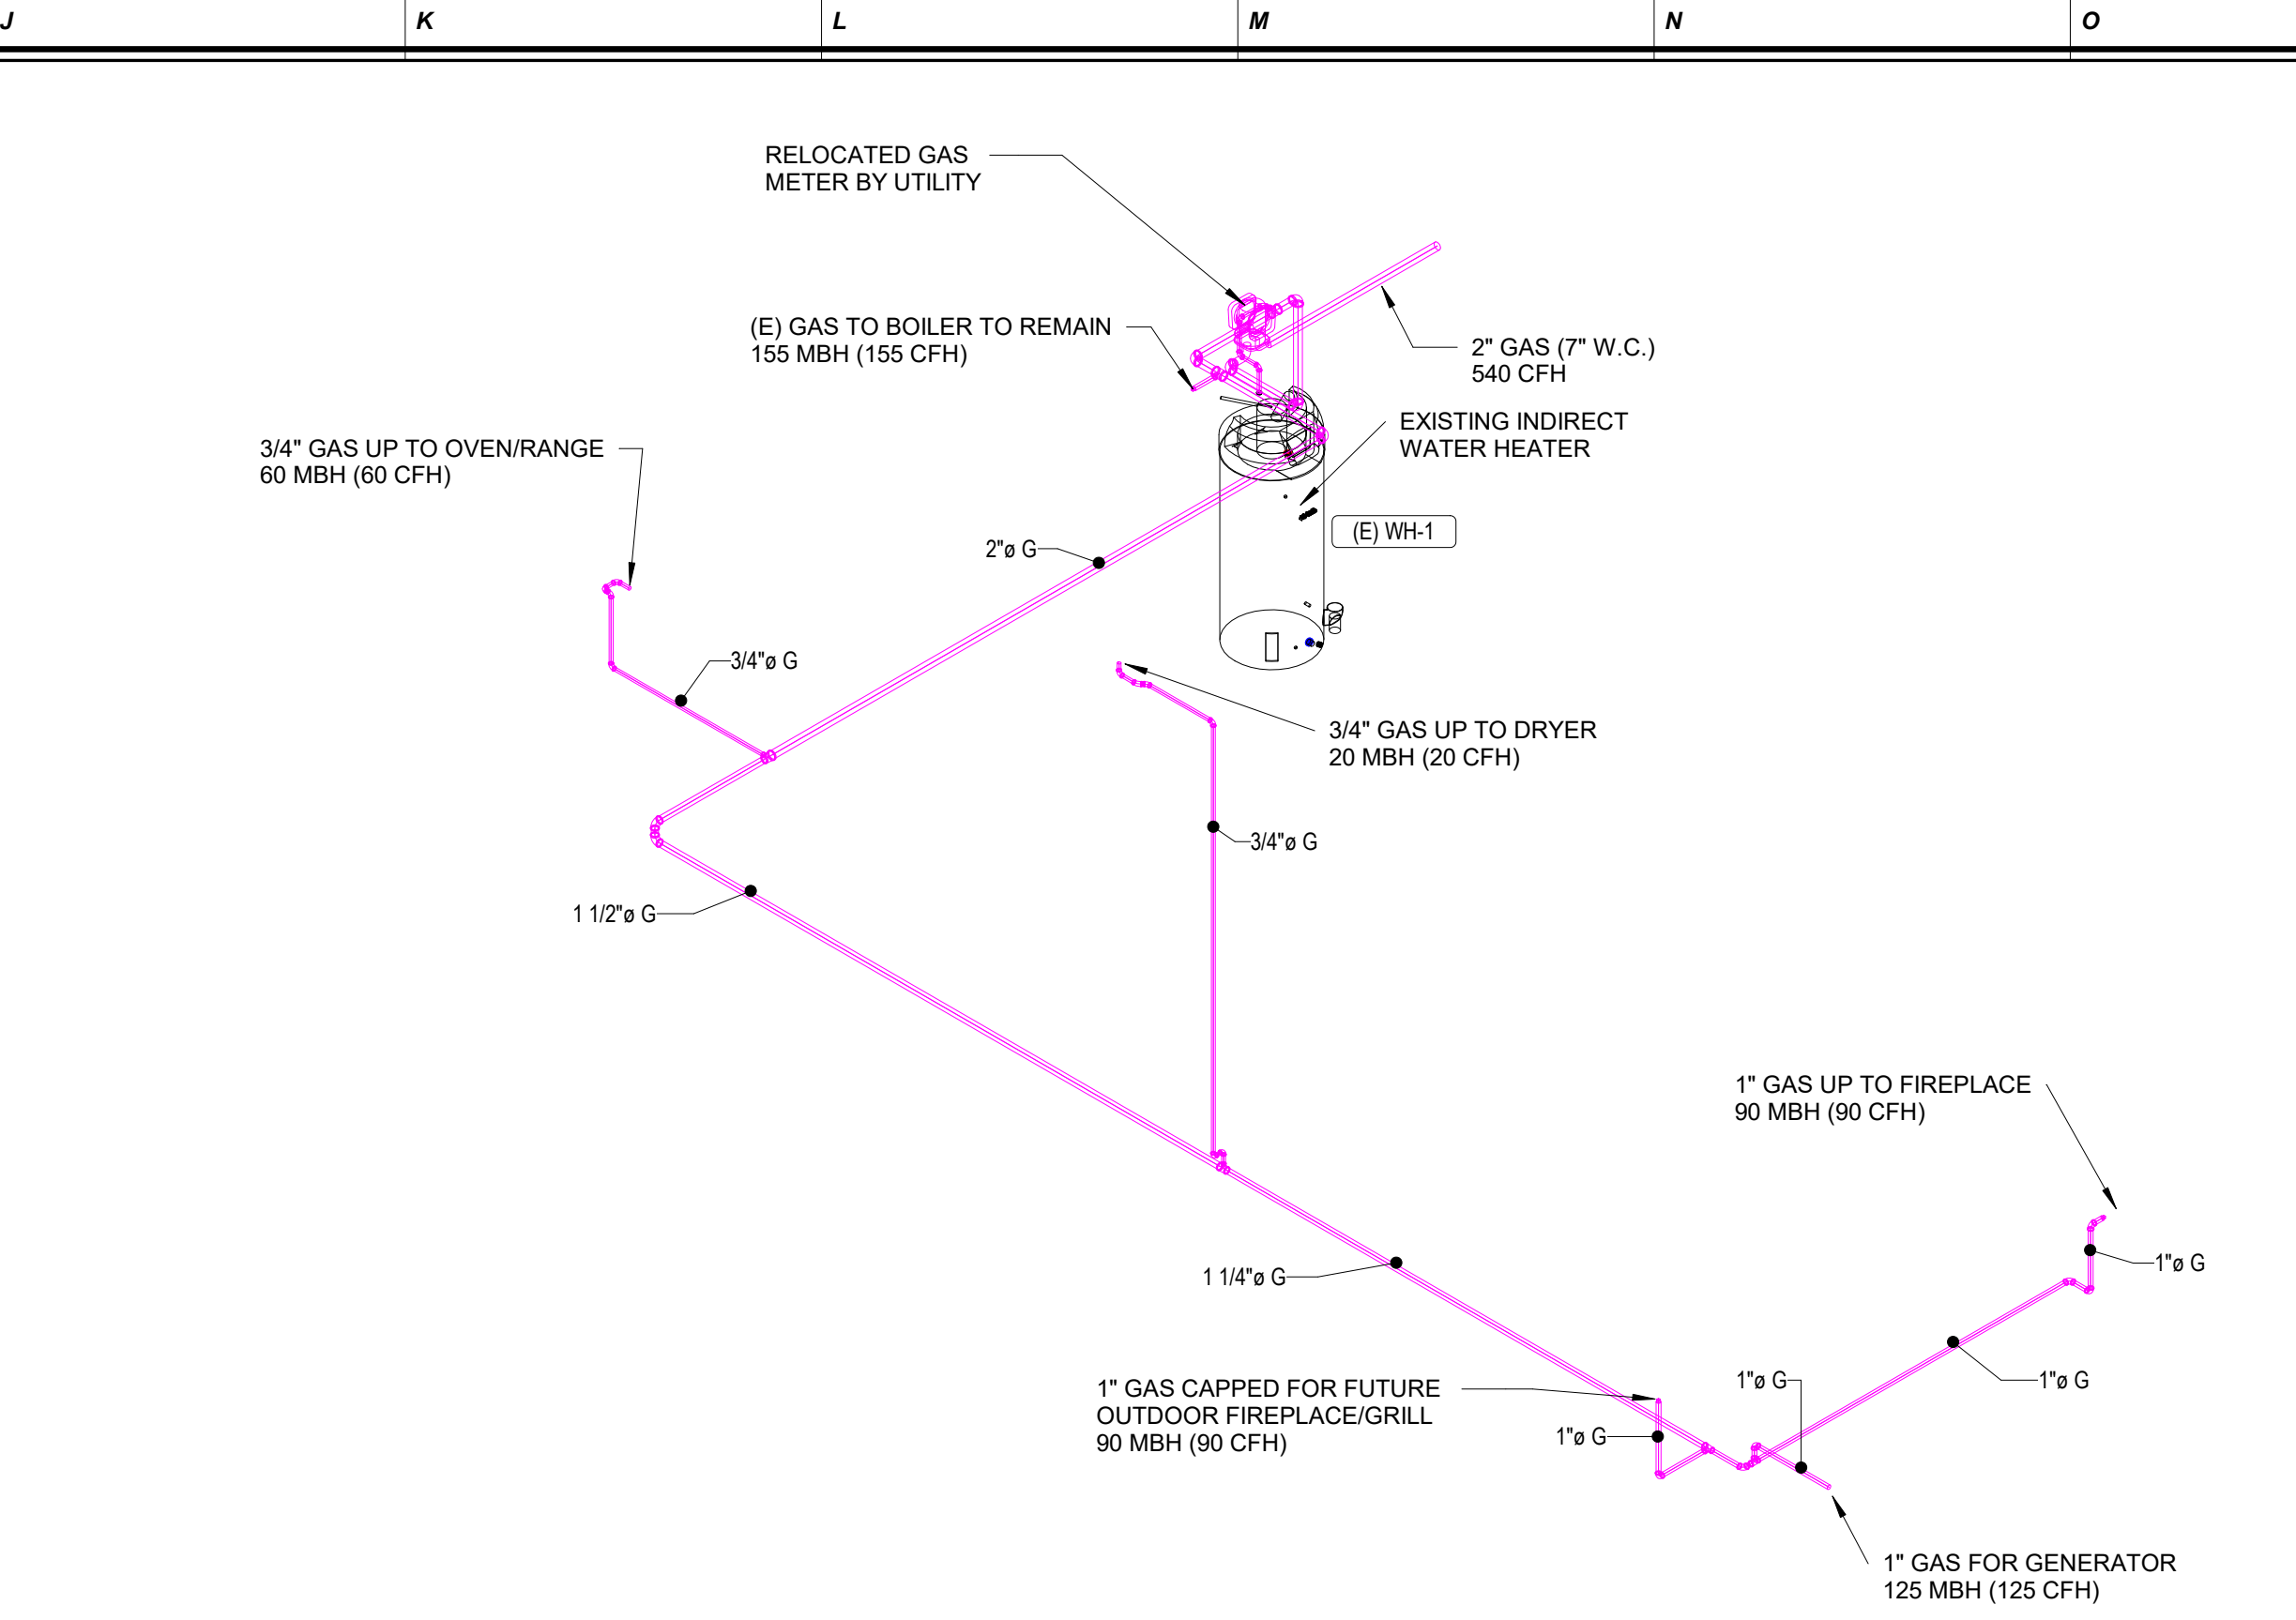 J K L M N O
RELOCATED GAS
METER BY UTILITY
(E) GAS TO BOILER TO REMAIN
155 MBH (155 CFH)
2" GAS (7" W.C.)
540 CFH
EXISTING INDIRECT
WATER HEATER
3/4" GAS UP TO OVEN/RANGE
60 MBH (60 CFH)
(E) WH-1
2"ø G
3/4"ø G
3/4" GAS UP TO DRYER
20 MBH (20 CFH)
3/4"ø G
1 1/2"ø G
1" GAS UP TO FIREPLACE
90 MBH (90 CFH)
1"ø G
1 1/4"ø G
1" GAS CAPPED FOR FUTURE
OUTDOOR FIREPLACE/GRILL
90 MBH (90 CFH)
1"ø G
1"ø G
1"ø G
1" GAS FOR GENERATOR
125 MBH (125 CFH)